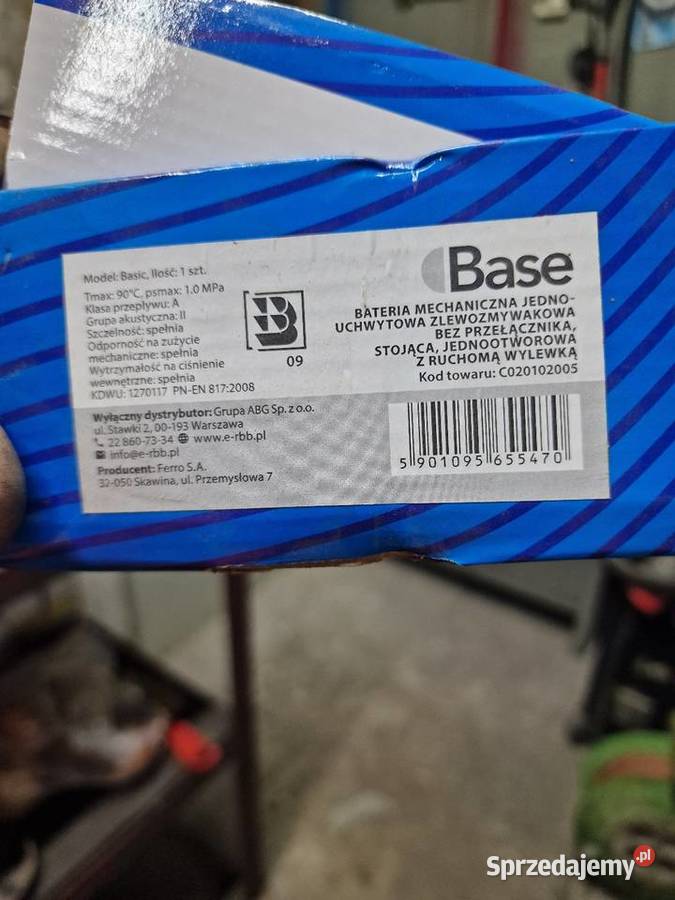 Model: Basic, Ilość: 1 szt.
Tmax: 90°C, psmax: 1.0 MPa
Klasa przepływu: A
Grupa akustyczna: II
Szczelność: spełnia
Odporność na zużycie
mechaniczne: spełnia
Wytrzymałość na ciśnienie
wewnętrzne: spełnia
KDWU: 1270117 PN-EN 817:2008
B
09
Base
BATERIA MECHANICZNA JEDNO-
UCHWYTOWA ZLEWOZMYWAKOWA
BEZ PRZEŁĄCZNIKA,
STOJĄCA, JEDNOOTWOROWA
Z RUCHOMĄ WYLEWKĄ
Kod towaru: C020102005
Wyłączny dystrybutor: Grupa ABG Sp. z o.o.
ul. Stawki 2, 00-193 Warszawa
22 860-73-34 www.e-rbb.pl
info@e-rbb.pl
Producent: Ferro S.A.
32-050 Skawina, ul. Przemysłowa 7
5 901095 655470
Sprzedajemy.pl